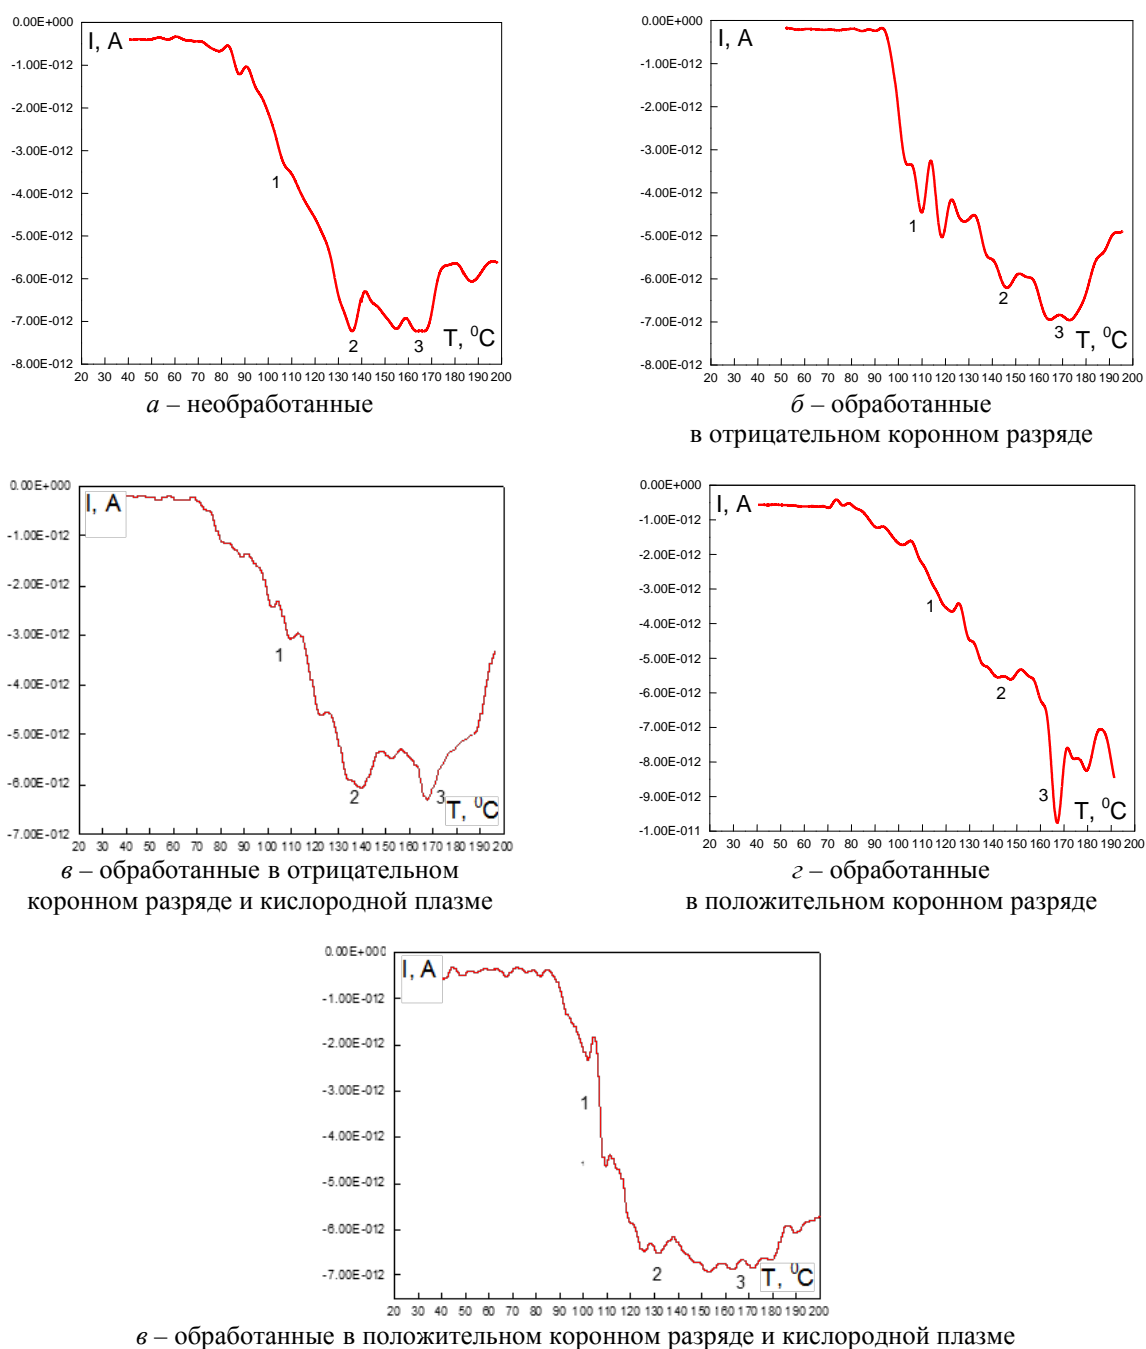 0.00E+000
I, A
-1.00E-012
-2.00E-012
-3.00E-012
1
-4.00E-012
-5.00E-012
-6.00E-012
-7.00E-012
2
3
T, ⁰C
-8.00E-012
20 30 40 50 60 70 80 90 100 110 120 130 140 150 160 170 180 190 200
а – необработанные
0.00E+000
I, A
-1.00E-012
-2.00E-012
-3.00E-012
-4.00E-012
1
-5.00E-012
-6.00E-012
2
-7.00E-012
3
T, ⁰C
-8.00E-012
20 30 40 50 60 70 80 90 100 110 120 130 140 150 160 170 180 190 200
б – обработанные
в отрицательном коронном разряде
0.00E+000
I, A
-1.00E-012
-2.00E-012
-3.00E-012
1
-4.00E-012
-5.00E-012
-6.00E-012
2
3
T, ⁰C
-7.00E-012
20 30 40 50 60 70 80 90 100 110 120 130 140 150 160 170 180 190 200
в – обработанные в отрицательном
коронном разряде и кислородной плазме
0.00E+000
I, A
-1.00E-012
-2.00E-012
-3.00E-012
1
-4.00E-012
-5.00E-012
-6.00E-012
2
-7.00E-012
-8.00E-012
-9.00E-012
3
T, ⁰C
-1.00E-011
20 30 40 50 60 70 80 90 100 110 120 130 140 150 160 170 180 190 200
г – обработанные
в положительном коронном разряде
0.00E+000
I, A
-1.00E-012
-2.00E-012
-3.00E-012
1
-4.00E-012
1
-5.00E-012
-6.00E-012
2
3
T, ⁰C
-7.00E-012
20 30 40 50 60 70 80 90 100 110 120 130 140 150 160 170 180 190 200
в – обработанные в положительном коронном разряде и кислородной плазме